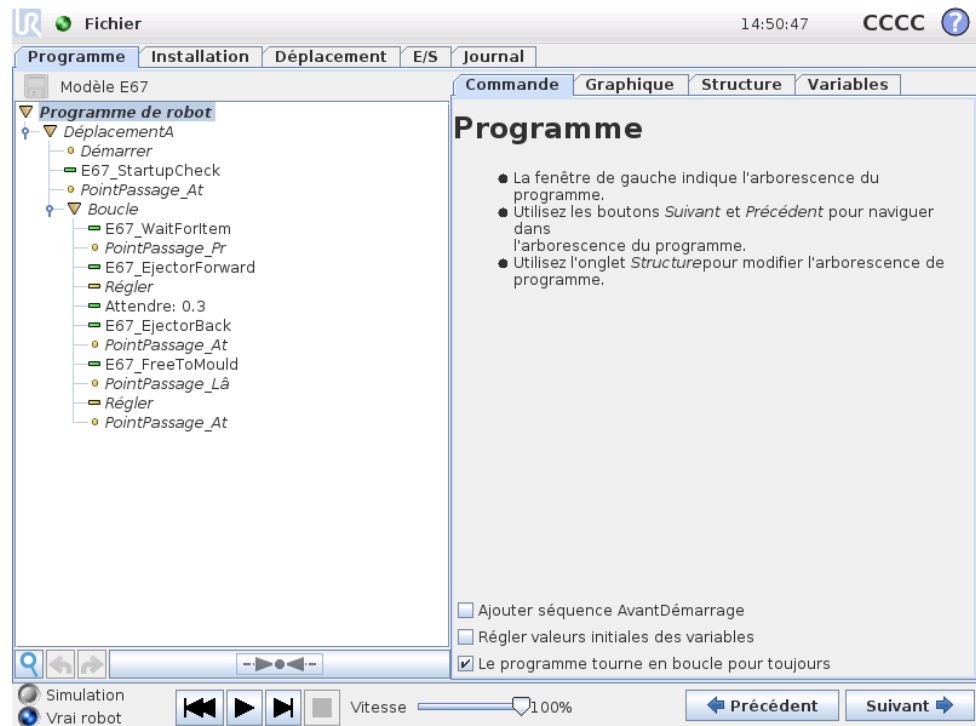 UR Fichier 14:50:47 CCCC ?
Programme Installation Déplacement E/S Journal
Modèle E67
Programme de robot
DéplacementA
Démarrer
E67_StartupCheck
PointPassage_At
Boucle
E67_WaitForItem
PointPassage_Pr
E67_EjectorForward
Régler
Attendre: 0.3
E67_EjectorBack
PointPassage_At
E67_FreeToMould
PointPassage_Lâ
Régler
PointPassage_At
Commande Graphique Structure Variables
Programme
La fenêtre de gauche indique l'arborescence du
programme.
Utilisez les boutons Suivant et Précédent pour naviguer
dans
l'arborescence du programme.
Utilisez l'onglet Structurepour modifier l'arborescence de
programme.
Ajouter séquence AvantDémarrage
Régler valeurs initiales des variables
Le programme tourne en boucle pour toujours
Simulation
Vrai robot
Vitesse 100%
Précédent Suivant